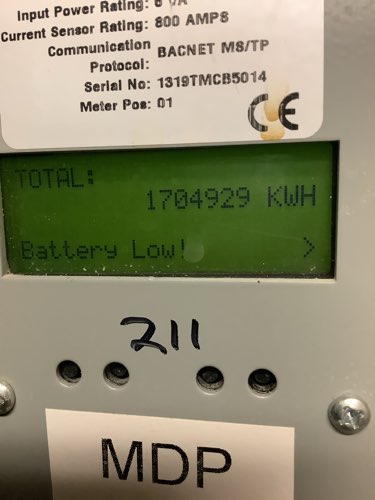 Input Power Rating: 6 VA
Current Sensor Rating: 800 AMPS
Communication
Protocol: BACNET MS/TP
Serial No: 1319TMCB5014
Meter Pos: 01
CE
TOTAL:
1704929 KWH
Battery Low! >
211
MDP